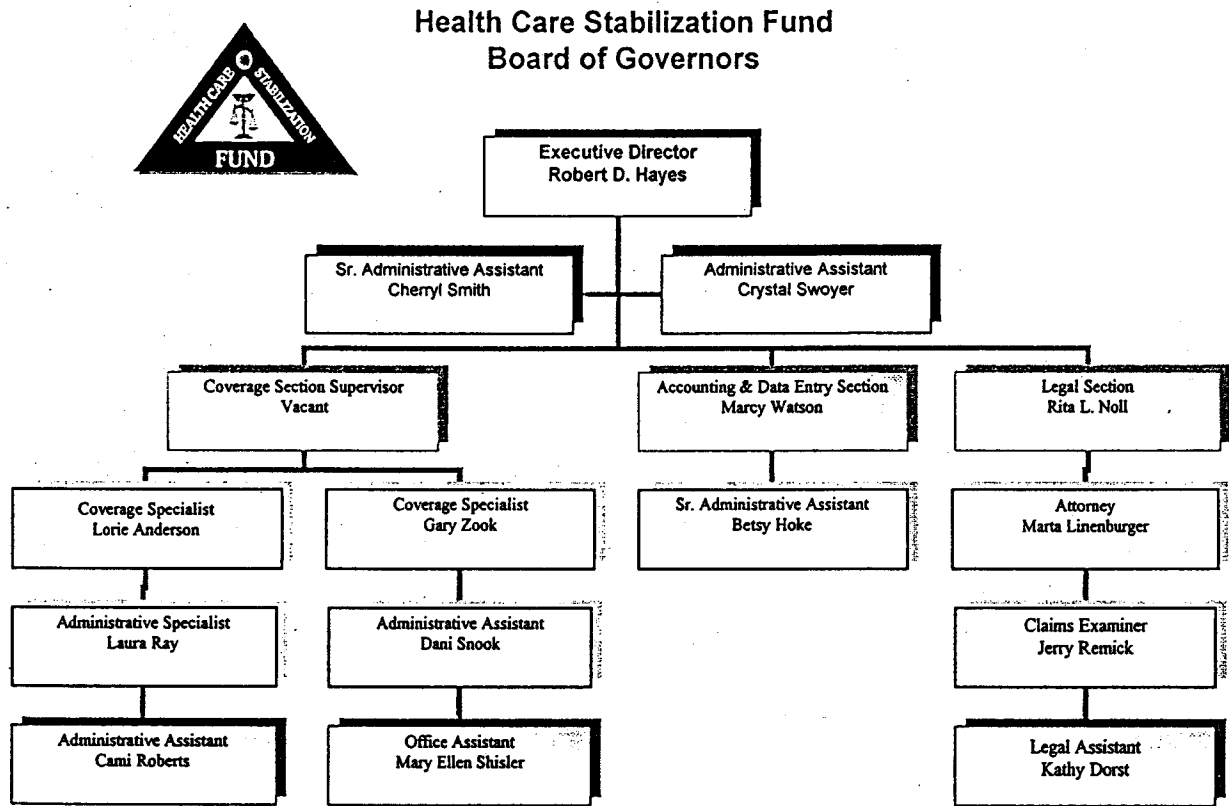 Health Care Stabilization Fund
Board of Governors
HEALTH CARE
STABILIZATION
FUND
Executive Director
Robert D. Hayes
Sr. Administrative Assistant
Cherryl Smith
Administrative Assistant
Crystal Swoyer
Coverage Section Supervisor
Vacant
Accounting & Data Entry Section
Marcy Watson
Legal Section
Rita L. Noll
Coverage Specialist
Lorie Anderson
Coverage Specialist
Gary Zook
Sr. Administrative Assistant
Betsy Hoke
Attorney
Marta Linenburger
Administrative Specialist
Laura Ray
Administrative Assistant
Dani Snook
Claims Examiner
Jerry Remick
Administrative Assistant
Cami Roberts
Office Assistant
Mary Ellen Shisler
Legal Assistant
Kathy Dorst